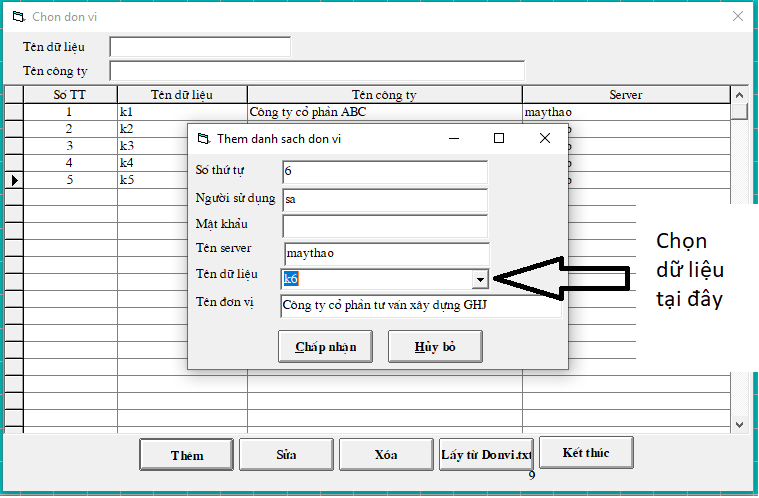 Chon don vi
Tên dữ liệu
Tên công ty
Số TT Tên dữ liệu Tên công ty Server
1 k1 Công ty cổ phần ABC maythao
2 k2
3 k3
4 k4
5 k5
Them danh sach don vi
Số thứ tự 6
Người sử dụng sa
Mật khẩu
Tên server maythao
Tên dữ liệu k6
Tên đơn vị Công ty cổ phần tư vấn xây dựng GHJ
Chấp nhận Hủy bỏ
Chọn
dữ liệu
tại đây
Thêm Sửa Xóa Lấy từ Donvi.txt Kết thúc
9